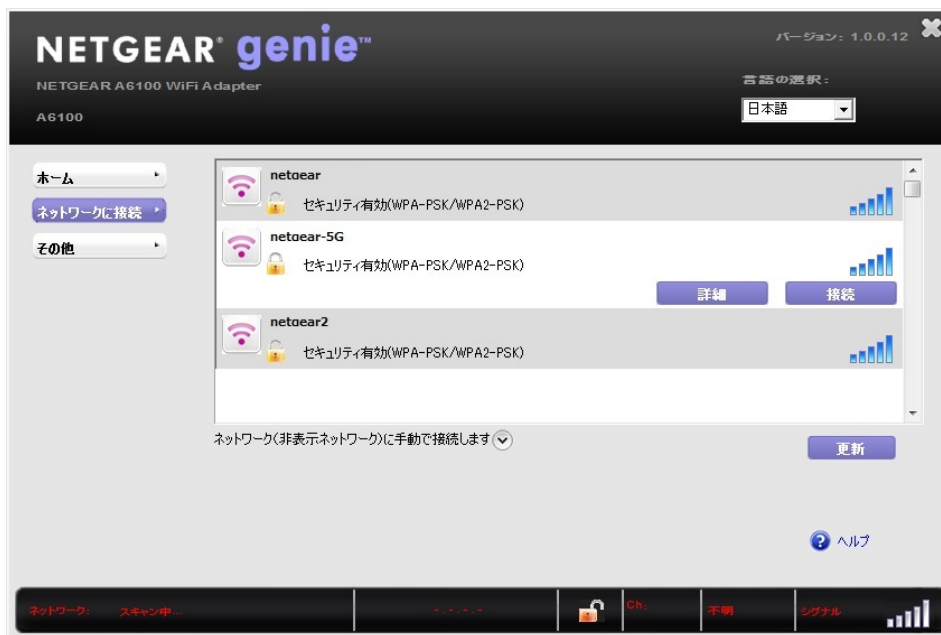 NETGEAR® genie™
バージョン: 1.0.0.12
NETGEAR A6100 WiFi Adapter
言語の選択:
A6100
日本語
ホーム
ネットワークに接続
その他
netgear
セキュリティ有効(WPA-PSK/WPA2-PSK)
netgear-5G
セキュリティ有効(WPA-PSK/WPA2-PSK)
詳細
接続
netgear2
セキュリティ有効(WPA-PSK/WPA2-PSK)
ネットワーク(非表示ネットワーク)に手動で接続します
更新
? ヘルプ
ネットワーク: スキャン中...
-.-.-.-.-
Ch:
不明
シグナル